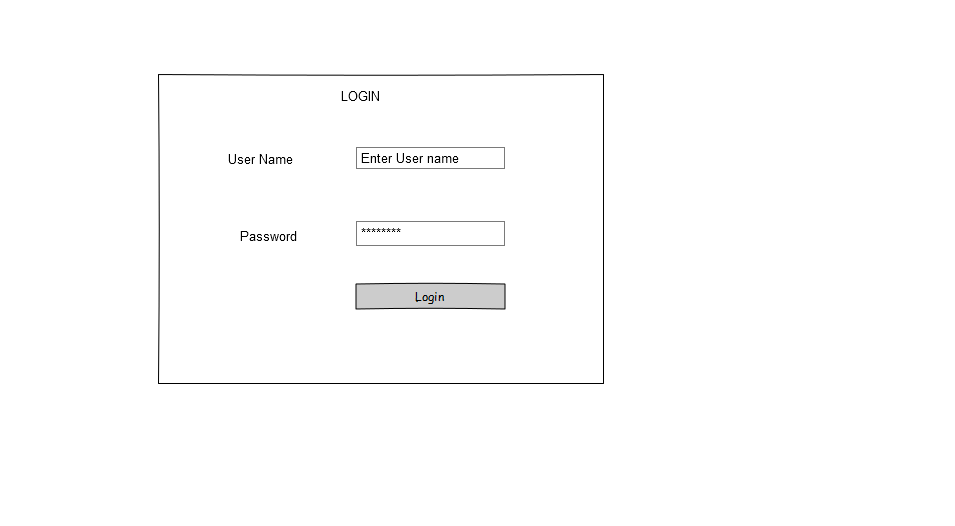 LOGIN
User Name Enter User name
Password ********
Login